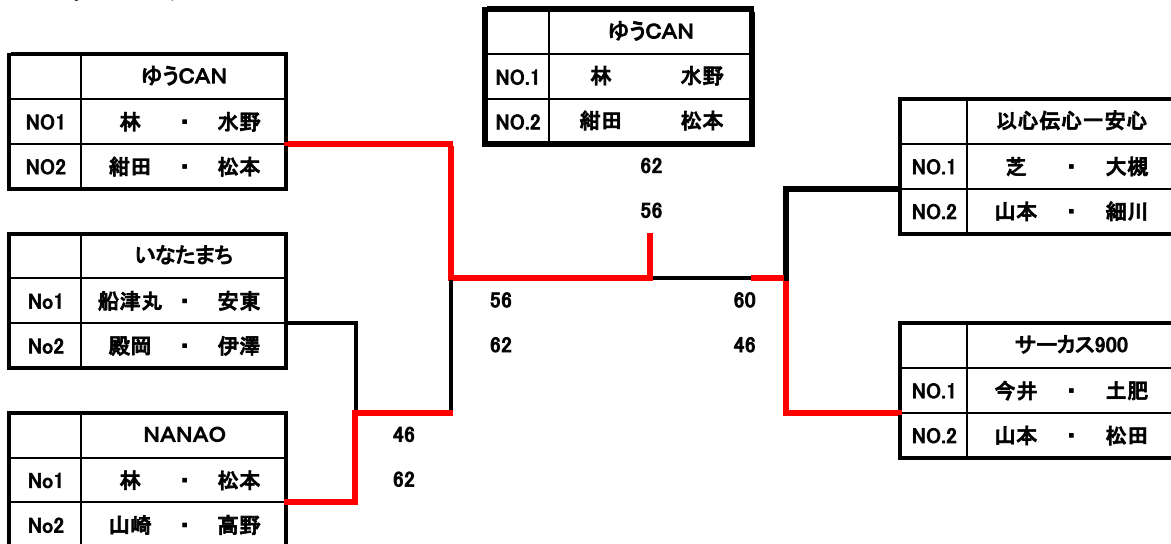 ゆうCAN
NO.1 林 水野
NO.2 紺田 松本
62
56
ゆうCAN
NO1 林 ・ 水野
NO2 紺田 ・ 松本
いなたまち
No1 船津丸 ・ 安東
No2 殿岡 ・ 伊澤
NANAO
No1 林 ・ 松本
No2 山崎 ・ 高野
46
62
56
62
60
46
以心伝心ー安心
NO.1 芝 ・ 大槻
NO.2 山本 ・ 細川
サーカス900
NO.1 今井 ・ 土肥
NO.2 山本 ・ 松田